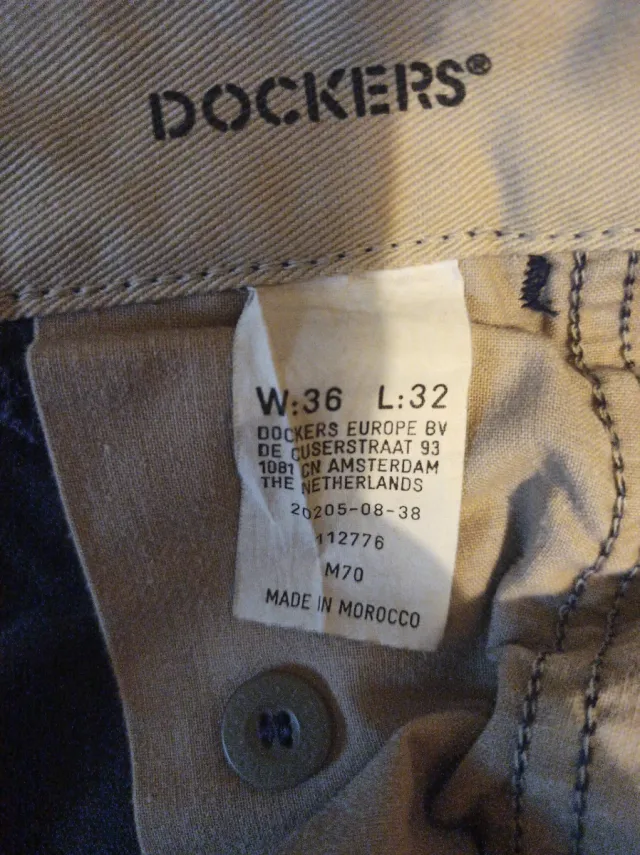 DOCKERS®
W:36 L:32
DOCKERS EUROPE BV
DE CUSERSTRAAT 93
1081 CN AMSTERDAM
THE NETHERLANDS
20205-08-38
112776
M70
MADE IN MOROCCO